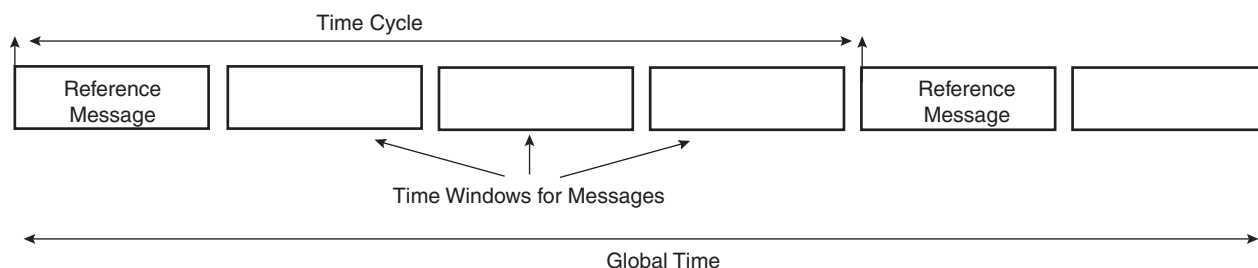 Time Cycle
Reference
Message
Reference
Message
Time Windows for Messages
Global Time